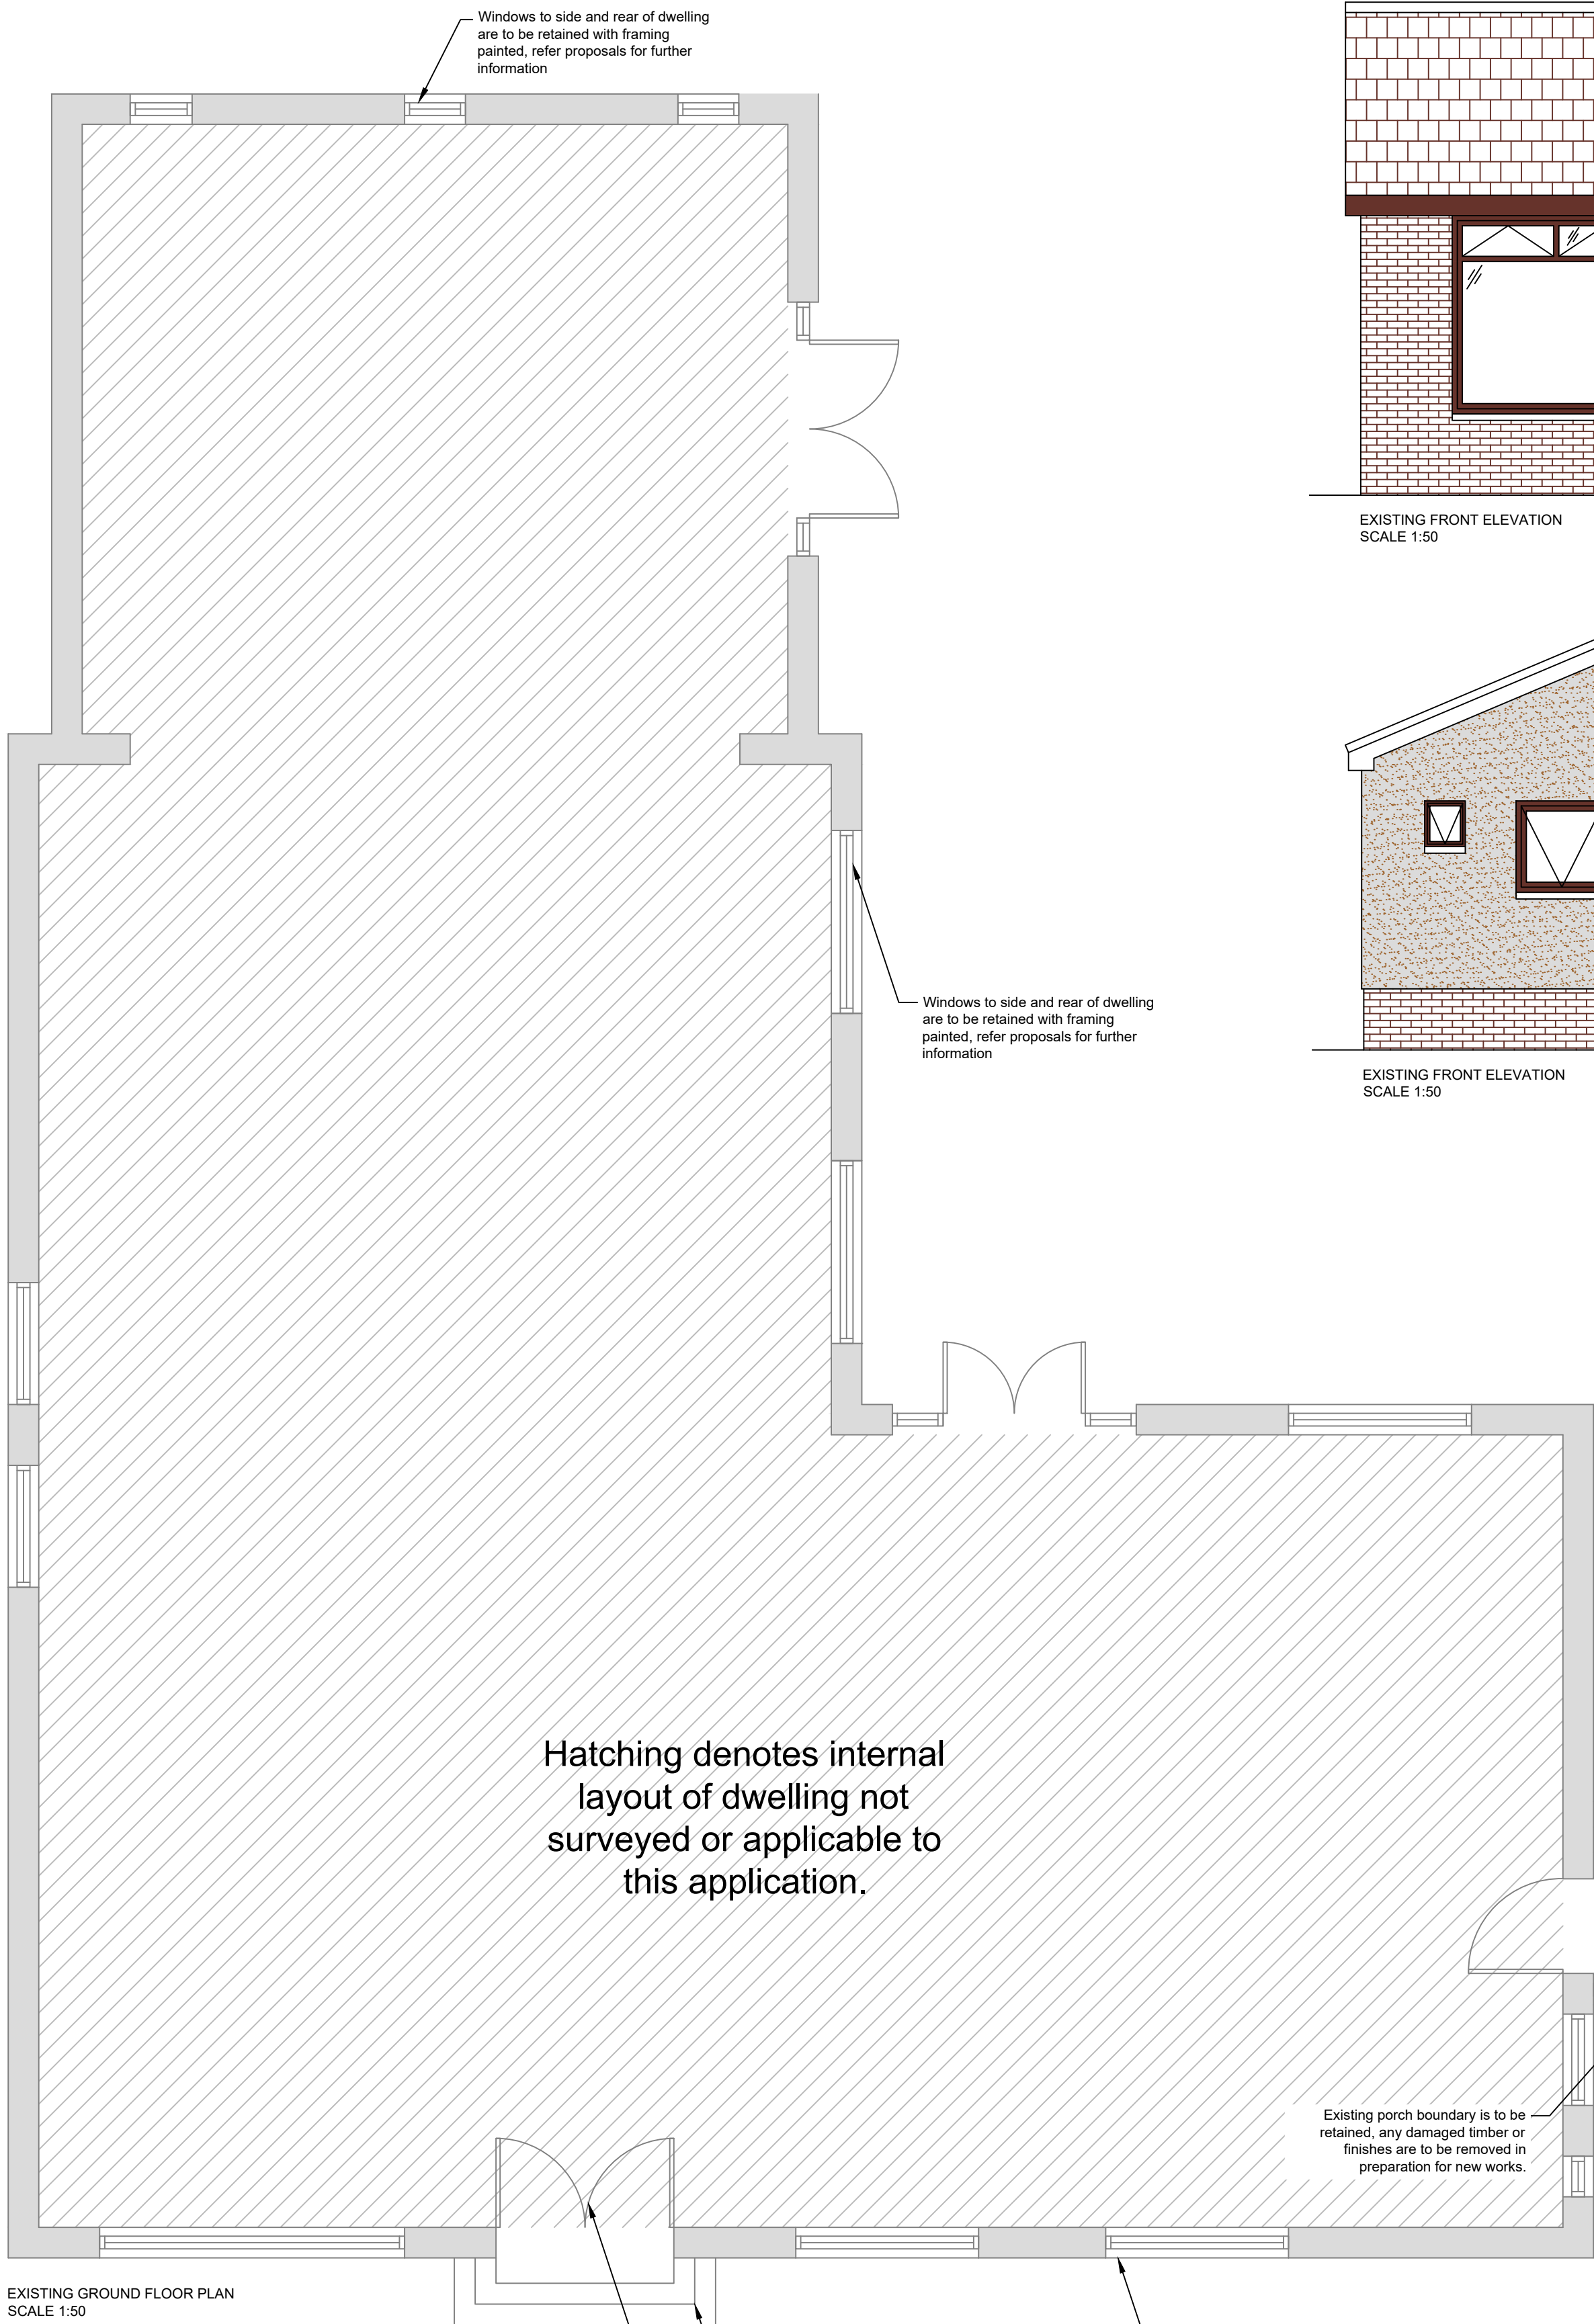 Windows to side and rear of dwelling
are to be retained with framing
painted, refer proposals for further
information
EXISTING FRONT ELEVATION
SCALE 1:50
Windows to side and rear of dwelling
are to be retained with framing
painted, refer proposals for further
information
EXISTING FRONT ELEVATION
SCALE 1:50
Hatching denotes internal
layout of dwelling not
surveyed or applicable to
this application.
Existing porch boundary is to be
retained, any damaged timber or
finishes are to be removed in
preparation for new works.
EXISTING GROUND FLOOR PLAN
SCALE 1:50